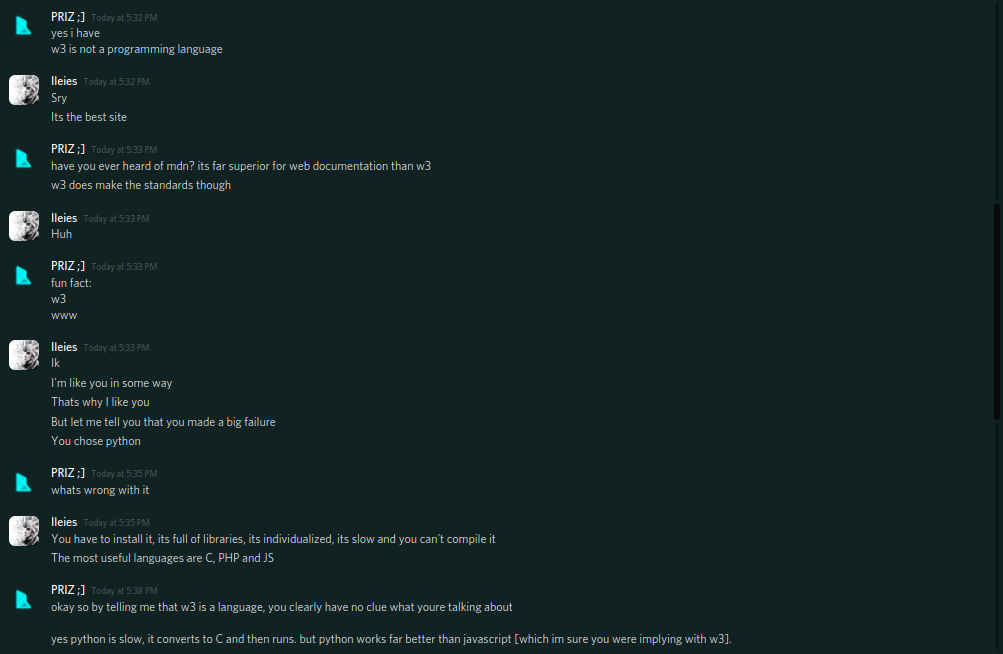 PRIZ ;] Today at 5:32 PM
yes i have
w3 is not a programming language
lleies Today at 5:32 PM
Sry
Its the best site
PRIZ ;] Today at 5:33 PM
have you ever heard of mdn? its far superior for web documentation than w3
w3 does make the standards though
lleies Today at 5:33 PM
Huh
PRIZ ;] Today at 5:33 PM
fun fact:
w3
www
lleies Today at 5:33 PM
Ik
I'm like you in some way
Thats why I like you
But let me tell you that you made a big failure
You chose python
PRIZ ;] Today at 5:35 PM
whats wrong with it
lleies Today at 5:35 PM
You have to install it, its full of libraries, its individualized, its slow and you can't compile it
The most useful languages are C, PHP and JS
PRIZ ;] Today at 5:38 PM
okay so by telling me that w3 is a language, you clearly have no clue what youre talking about
yes python is slow, it converts to C and then runs. but python works far better than javascript [which im sure you were implying with w3].